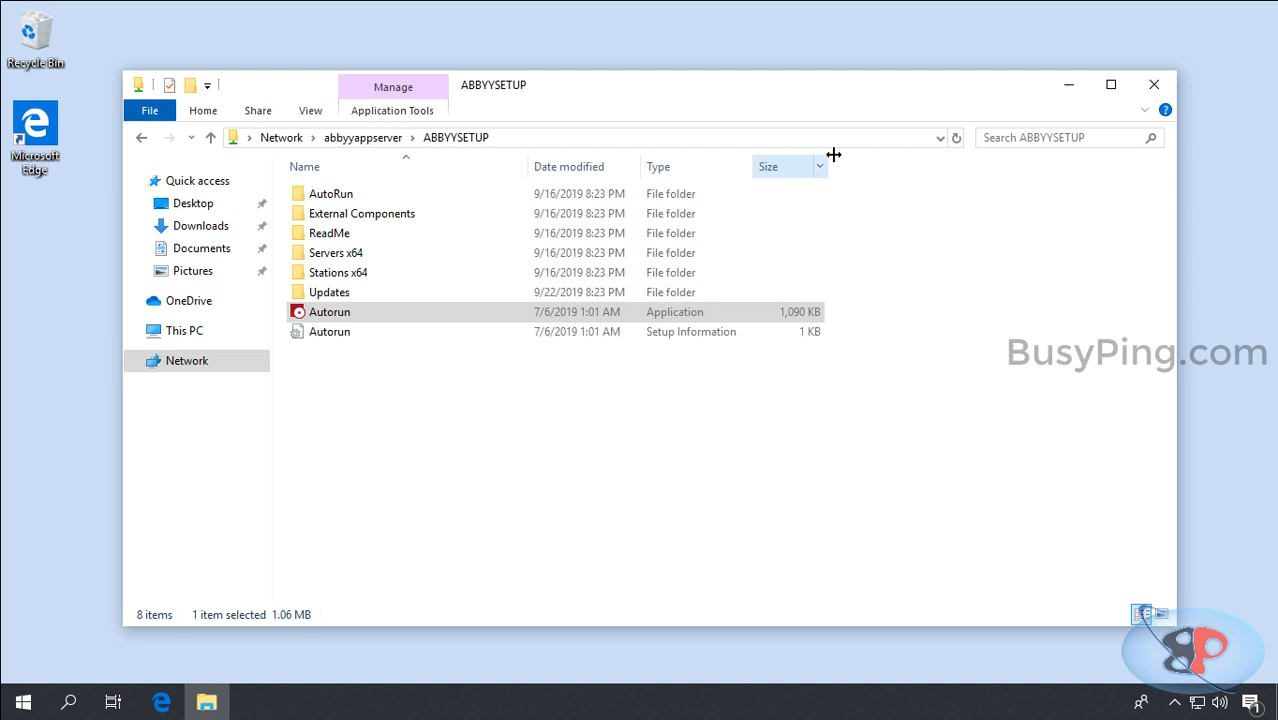 Recycle Bin
Microsoft
Edge
Manage
ABBYYSETUP
File
Home
Share
View
Application Tools
Network
abbyyappserver
ABBYYSETUP
Search ABBYYSETUP
Name
Date modified
Type
Size
Quick access
Desktop
Downloads
Documents
Pictures
OneDrive
This PC
Network
AutoRun 9/16/2019 8:23 PM File folder
External Components 9/16/2019 8:23 PM File folder
ReadMe 9/16/2019 8:23 PM File folder
Servers x64 9/16/2019 8:23 PM File folder
Stations x64 9/16/2019 8:23 PM File folder
Updates 9/22/2019 8:23 PM File folder
Autorun 7/6/2019 1:01 AM Application 1,090 KB
Autorun 7/6/2019 1:01 AM Setup Information 1 KB
BusyPing.com
8 items 1 item selected 1.06 MB
BP
1